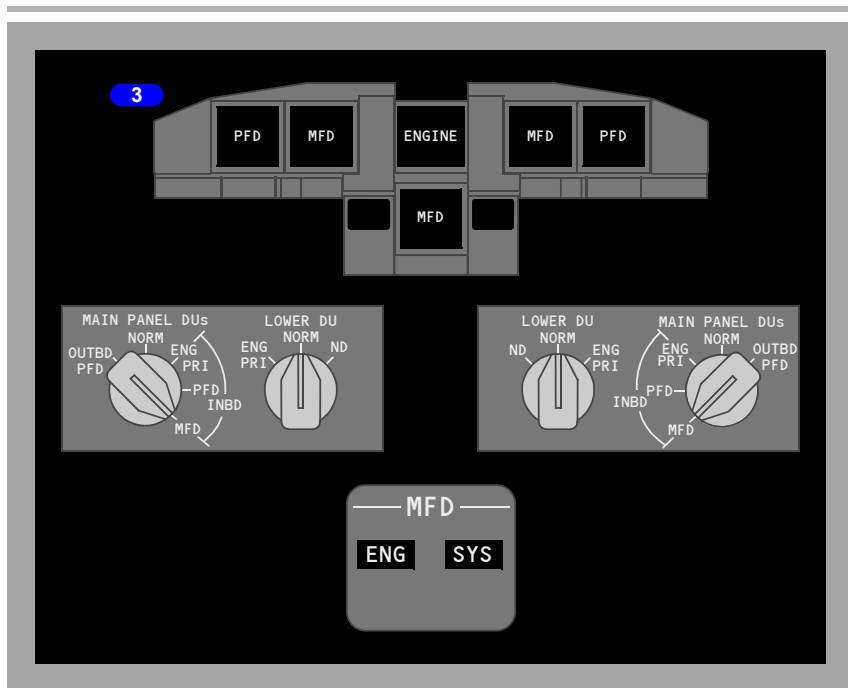 3
PFD MFD ENGINE MFD PFD
MFD
MAIN PANEL DUs
NORM
OUTBD
PFD
ENG
PRI
PFD
INBD
MFD
LOWER DU
NORM
ENG
PRI
ND
LOWER DU
NORM
ND
ENG
PRI
MAIN PANEL DUs
NORM
ENG
PRI
OUTBD
PFD
PFD
INBD
MFD
MFD
ENG SYS